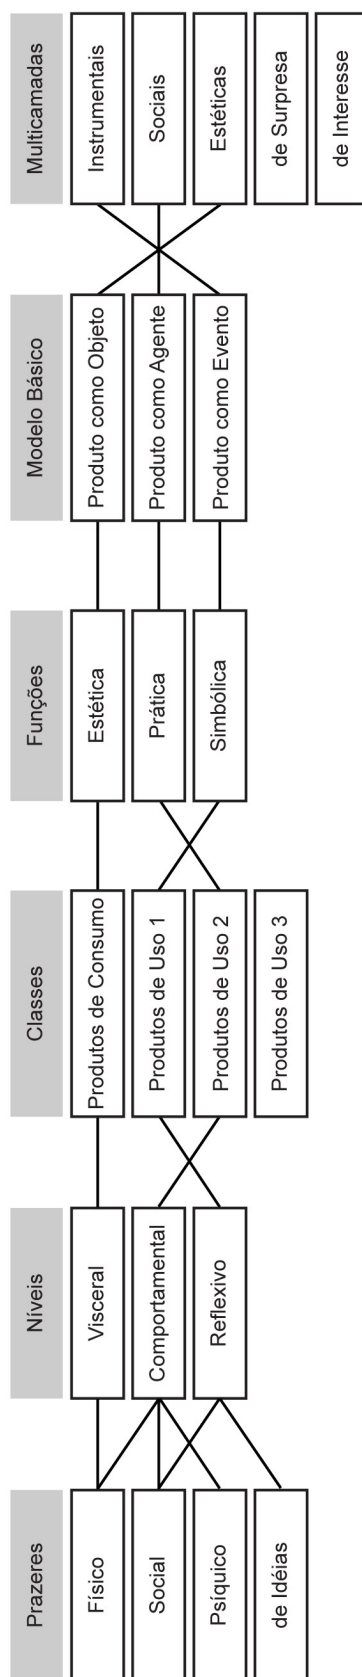 Prazeres
Físico
Social
Psíquico
de Idéias
Níveis
Visceral
Comportamental
Reflexivo
Classes
Produtos de Consumo
Produtos de Uso 1
Produtos de Uso 2
Produtos de Uso 3
Funções
Estética
Prática
Simbólica
Modelo Básico
Produto como Objeto
Produto como Agente
Produto como Evento
Multicamadas
Instrumentais
Sociais
Estéticas
de Surpresa
de Interesse